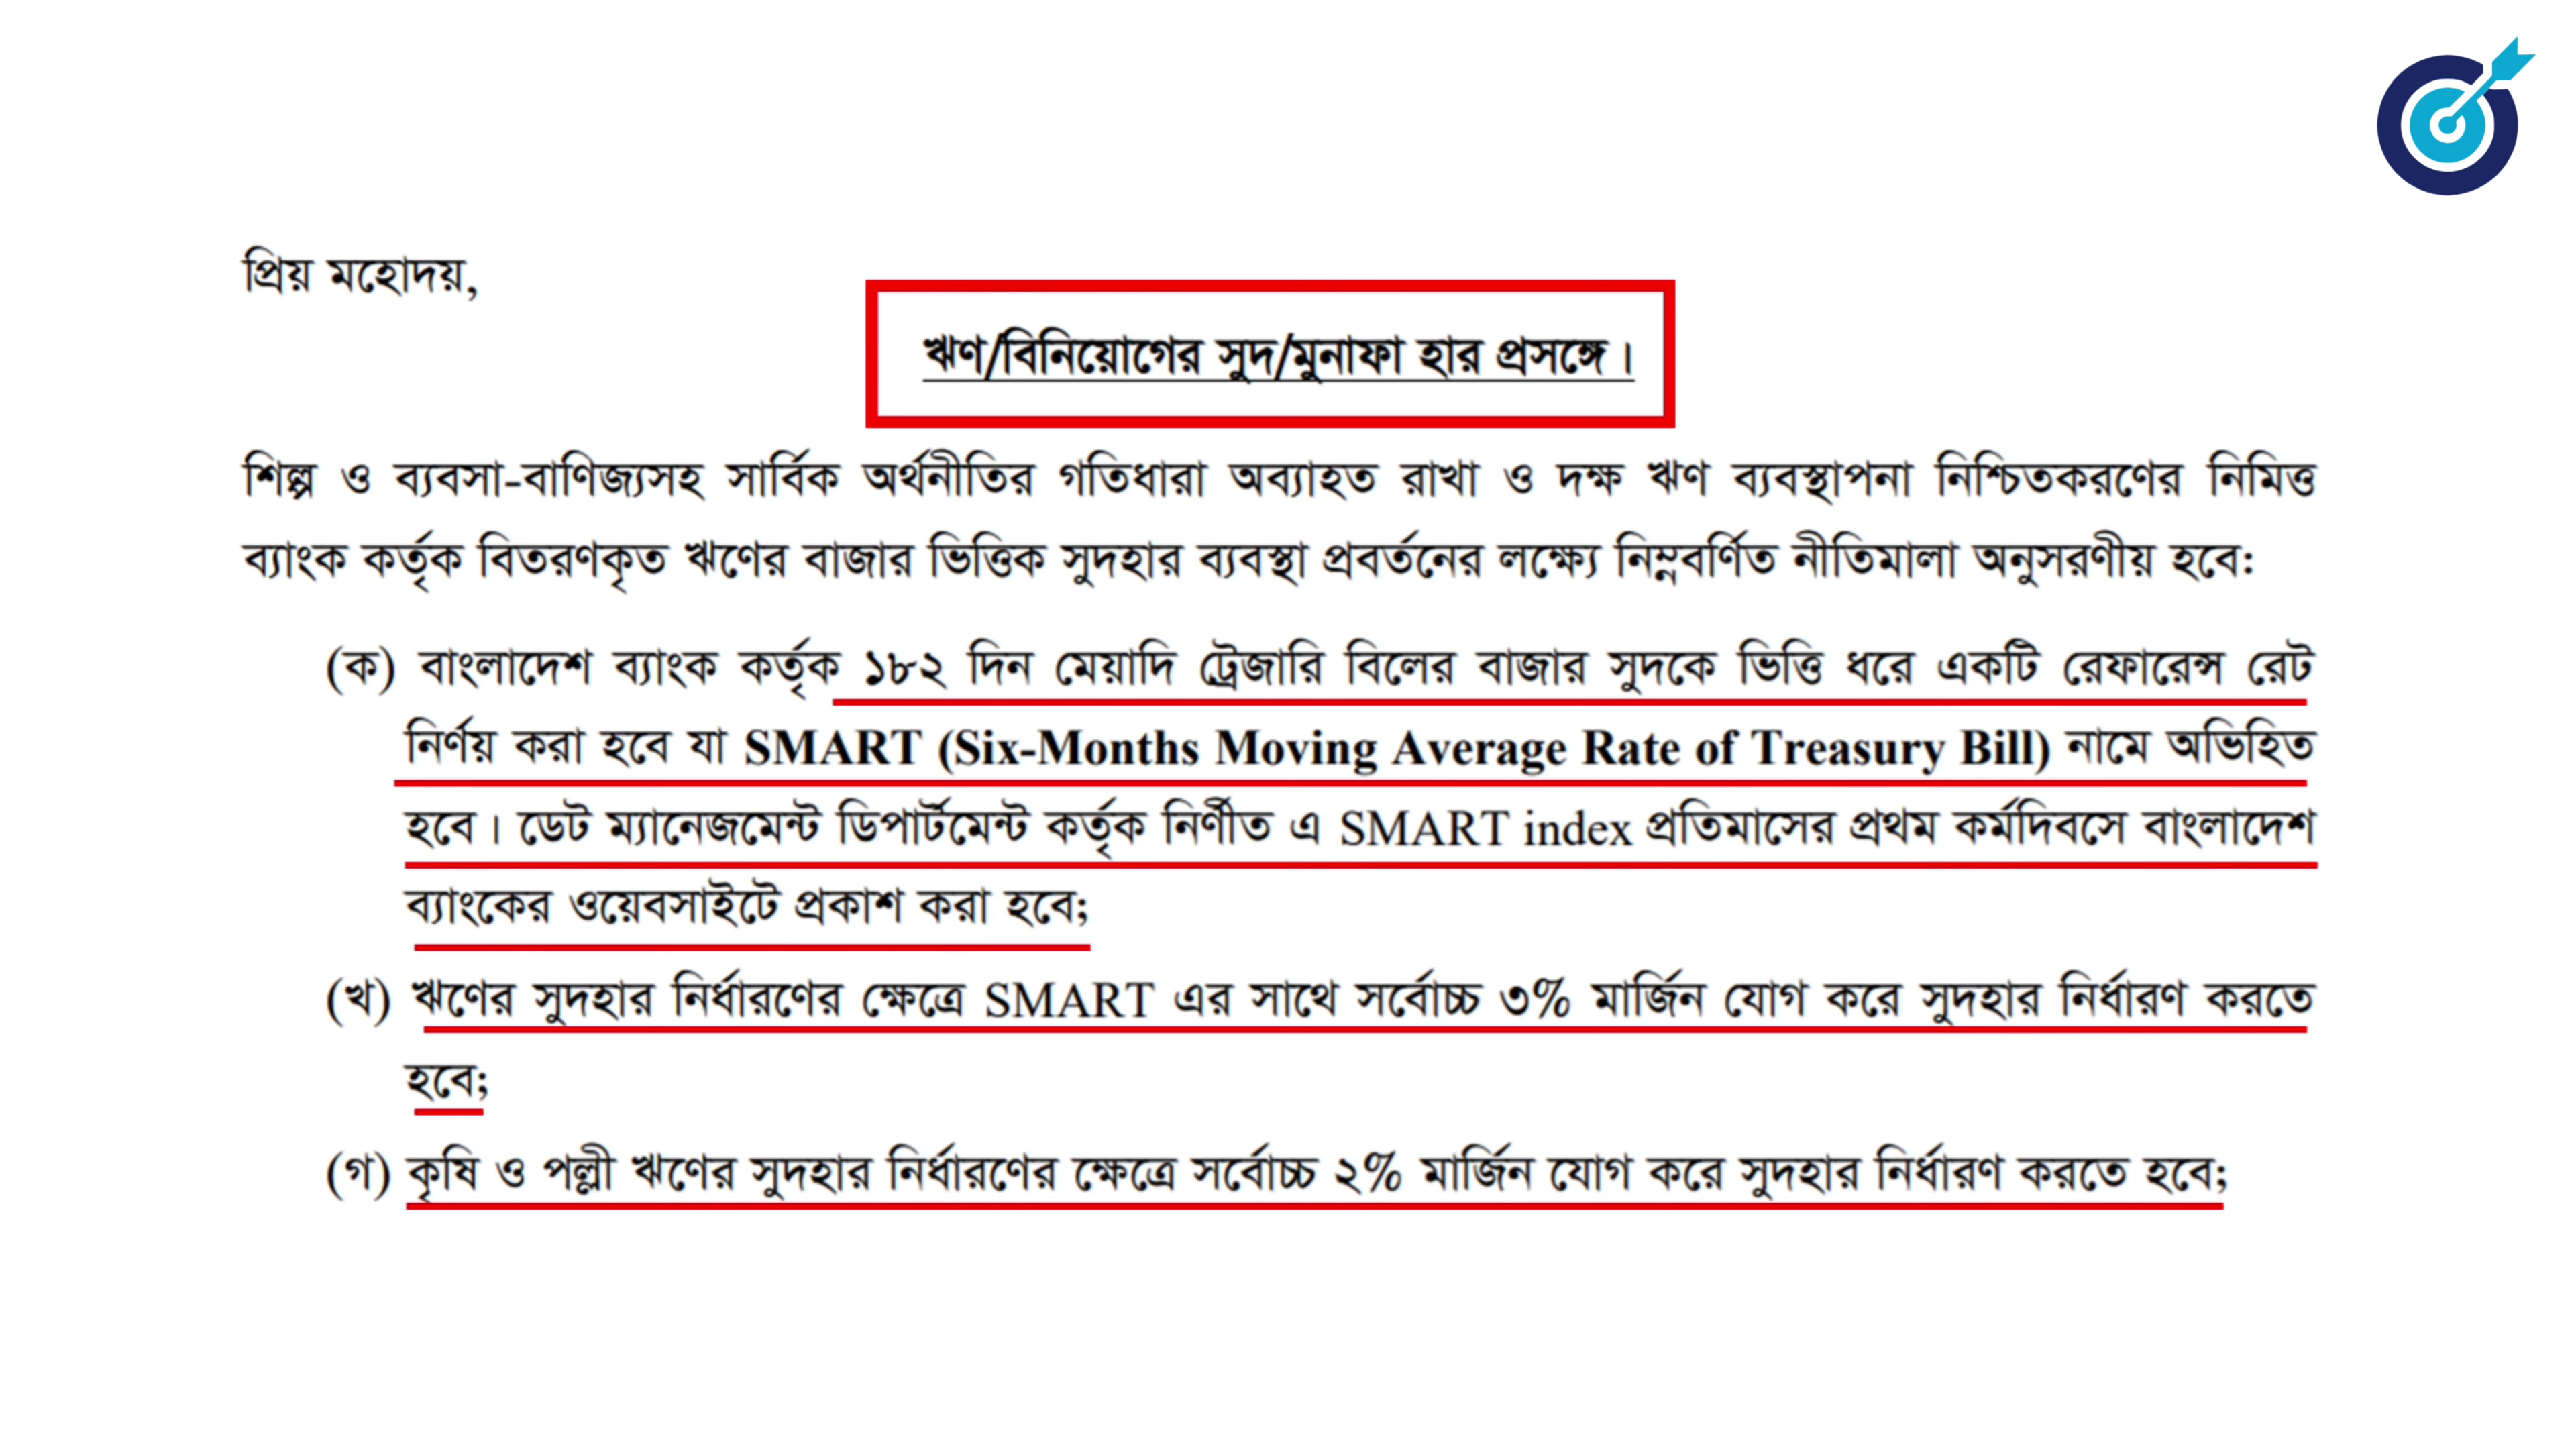 প্রিয় মহোদয়,
ঋণ/বিনিয়োগের সুদ/মুনাফা হার প্রসঙ্গে।
শিল্প ও ব্যবসা-বাণিজ্যসহ সার্বিক অর্থনীতির গতিধারা অব্যাহত রাখা ও দক্ষ ঋণ ব্যবস্থাপনা নিশ্চিতকরণের নিমিত্ত
ব্যাংক কর্তৃক বিতরণকৃত ঋণের বাজার ভিত্তিক সুদহার ব্যবস্থা প্রবর্তনের লক্ষ্যে নিম্নবর্ণিত নীতিমালা অনুসরণীয় হবে:
(ক) বাংলাদেশ ব্যাংক কর্তৃক ১৮২ দিন মেয়াদি ট্রেজারি বিলের বাজার সুদকে ভিত্তি ধরে একটি রেফারেন্স রেট
নির্ণয় করা হবে যা SMART (Six-Months Moving Average Rate of Treasury Bill) নামে অভিহিত
হবে। ডেট ম্যানেজমেন্ট ডিপার্টমেন্ট কর্তৃক নির্ণীত এ SMART index প্রতিমাসের প্রথম কর্মদিবসে বাংলাদেশ
ব্যাংকের ওয়েবসাইটে প্রকাশ করা হবে;
(খ) ঋণের সুদহার নির্ধারণের ক্ষেত্রে SMART এর সাথে সর্বোচ্চ ৩% মার্জিন যোগ করে সুদহার নির্ধারণ করতে
হবে;
(গ) কৃষি ও পল্লী ঋণের সুদহার নির্ধারণের ক্ষেত্রে সর্বোচ্চ ২% মার্জিন যোগ করে সুদহার নির্ধারণ করতে হবে;